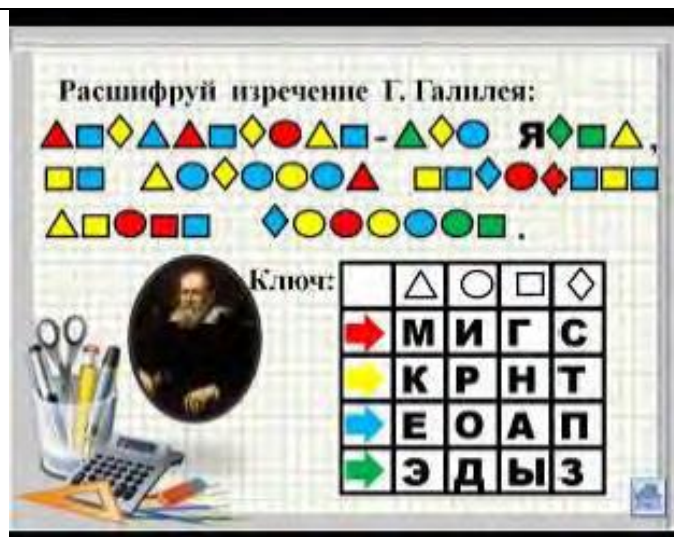 Расшифруй изречение Г. Галилея:
- Я ,
.
Ключ:
М И Г С
К Р Н Т
Е О А П
Э Д Ы З